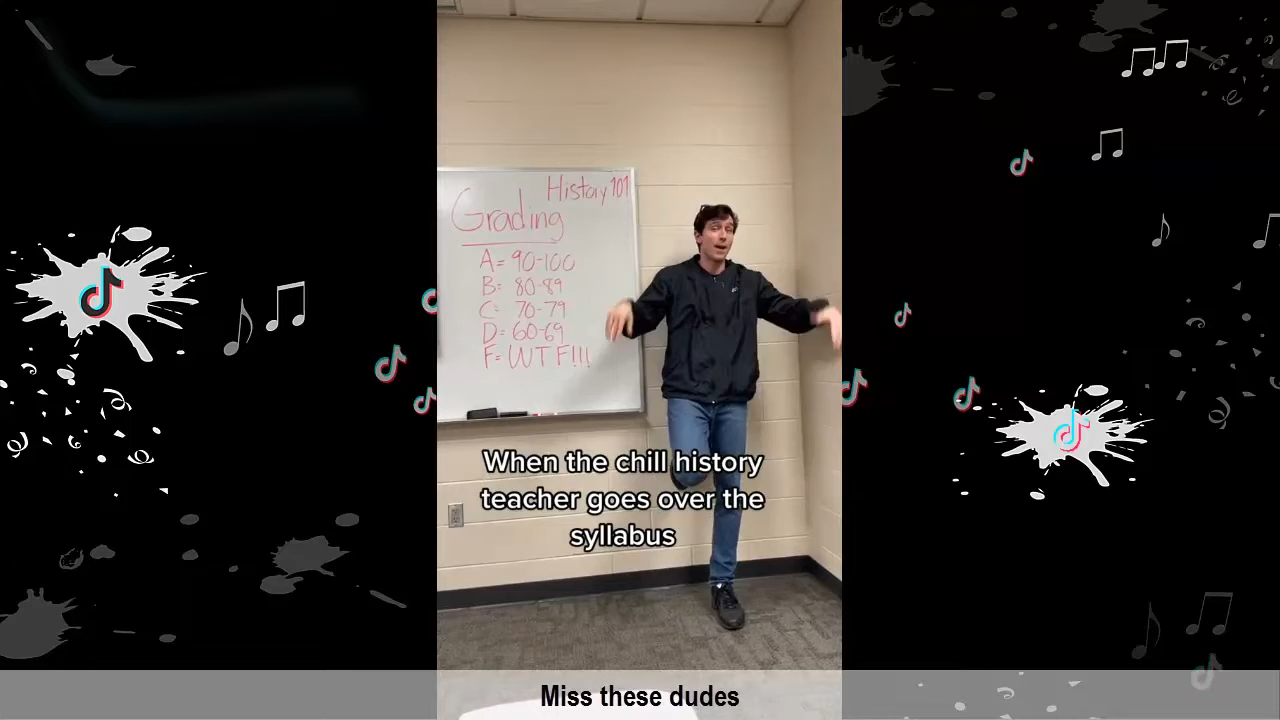 History 101
Grading
A = 90-100
B: 80-89
C: 70-79
D= 60-69
F= WTF!!!
When the chill history
teacher goes over the
syllabus
Miss these dudes